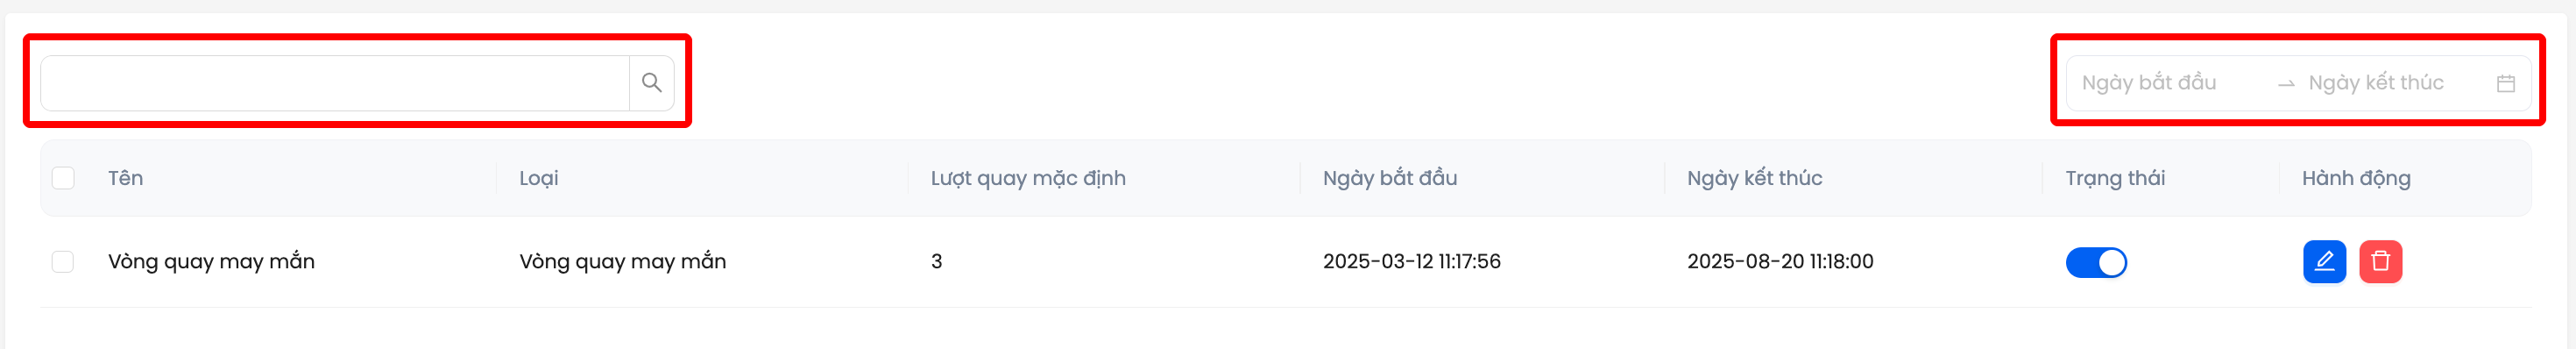 Ngày bắt đầu → Ngày kết thúc
Tên Loại Lượt quay mặc định Ngày bắt đầu Ngày kết thúc Trạng thái Hành động
Vòng quay may mắn Vòng quay may mắn 3 2025-03-12 11:17:56 2025-08-20 11:18:00